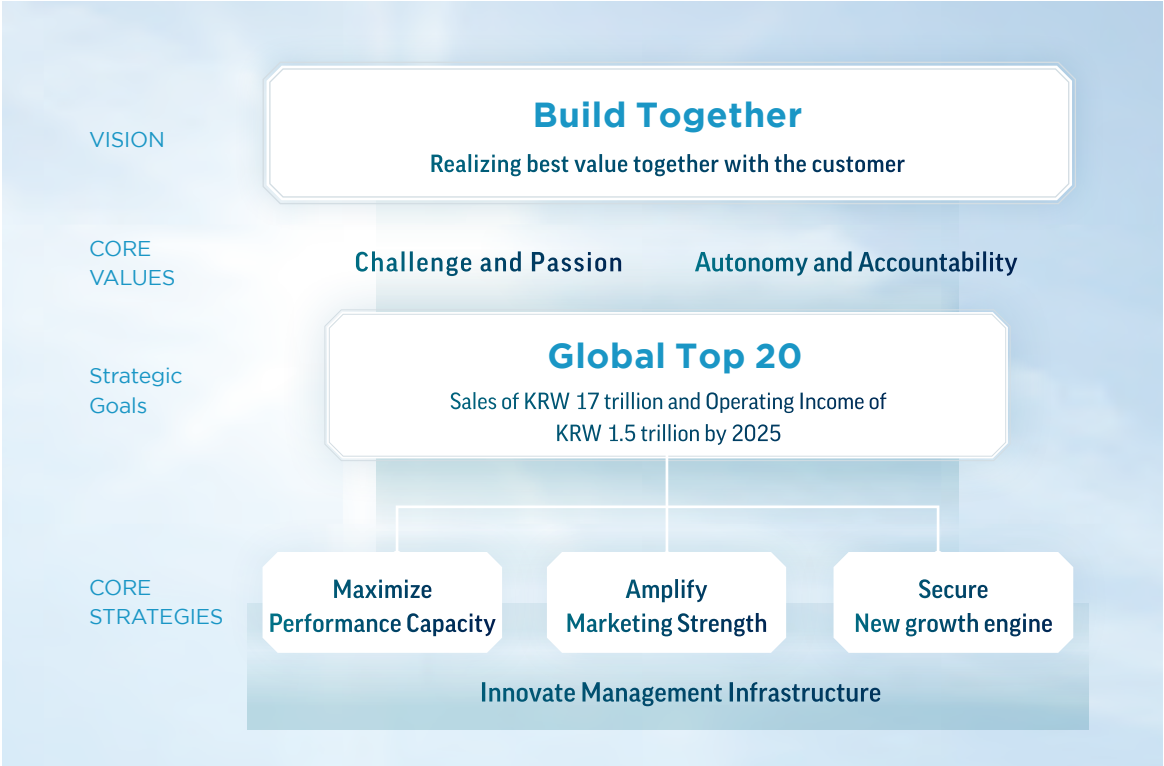 VISION
Build Together
Realizing best value together with the customer
CORE
VALUES
Challenge and Passion
Autonomy and Accountability
Strategic
Goals
Global Top 20
Sales of KRW 17 trillion and Operating Income of
KRW 1.5 trillion by 2025
CORE
STRATEGIES
Maximize
Performance Capacity
Amplify
Marketing Strength
Secure
New growth engine
Innovate Management Infrastructure